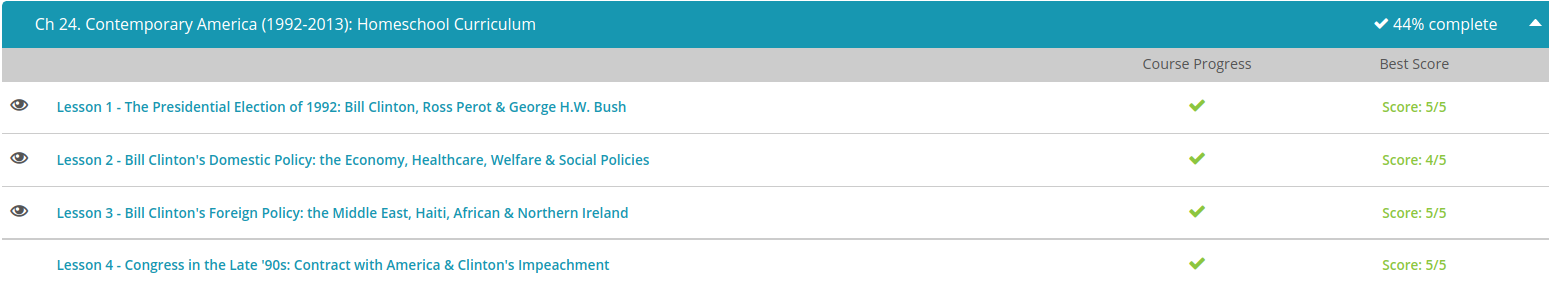 Ch 24. Contemporary America (1992-2013): Homeschool Curriculum 44% complete
Course Progress Best Score
Lesson 1 - The Presidential Election of 1992: Bill Clinton, Ross Perot & George H.W. Bush Score: 5/5
Lesson 2 - Bill Clinton's Domestic Policy: the Economy, Healthcare, Welfare & Social Policies Score: 4/5
Lesson 3 - Bill Clinton's Foreign Policy: the Middle East, Haiti, African & Northern Ireland Score: 5/5
Lesson 4 - Congress in the Late '90s: Contract with America & Clinton's Impeachment Score: 5/5